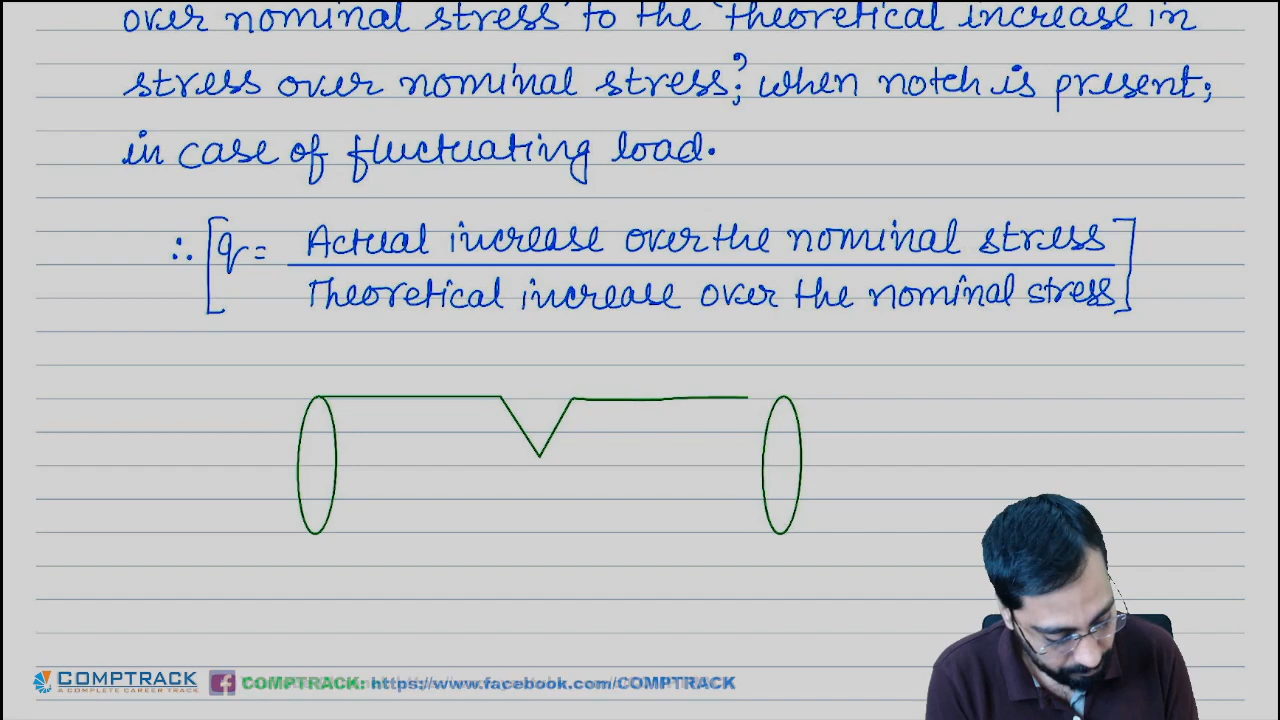 over nominal stress to the theoretical increase in
stress over nominal stress; when notch is present;
in case of fluctuating load.
∴ [q = Actual increase over the nominal stress
Theoretical increase over the nominal stress]
COMPTRACK
A COMPLETE CAREER TRACK
COMPTRACK: https://www.facebook.com/COMPTRACK